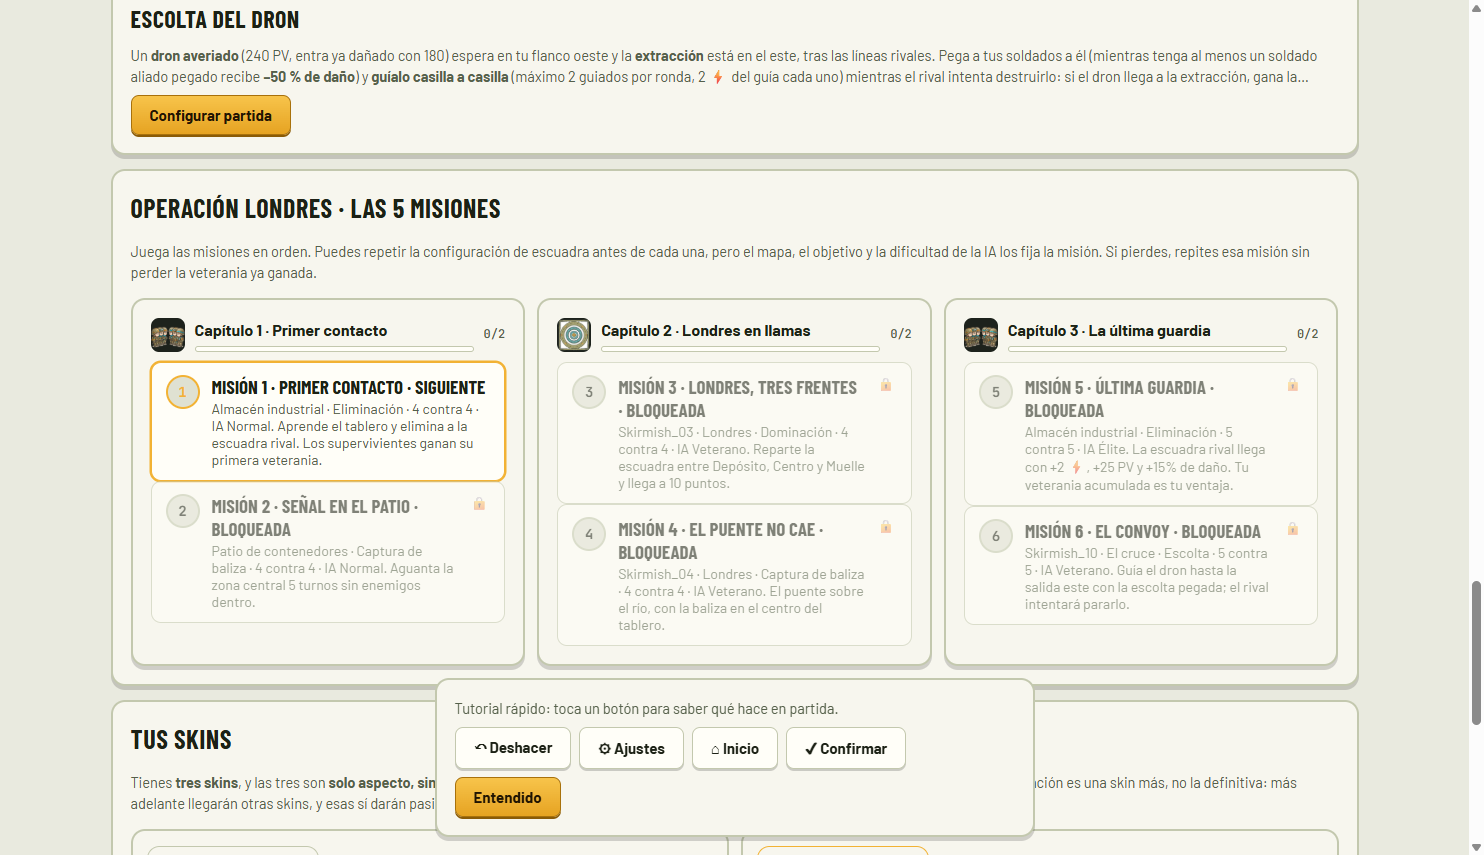 ESCOLTA DEL DRON
Un dron averiado (240 PV, entra ya dañado con 180) espera en tu flanco oeste y la extracción está en el este, tras las líneas rivales. Pega a tus soldados a él (mientras tenga al menos un soldado
aliado pegado recibe −50 % de daño) y guíalo casilla a casilla (máximo 2 guiados por ronda, 2 ⚡ del guía cada uno) mientras el rival intenta destruirlo: si el dron llega a la extracción, gana la…
Configurar partida
OPERACIÓN LONDRES · LAS 5 MISIONES
Juega las misiones en orden. Puedes repetir la configuración de escuadra antes de cada una, pero el mapa, el objetivo y la dificultad de la IA los fija la misión. Si pierdes, repites esa misión sin
perder la veterania ya ganada.
Capítulo 1 · Primer contacto
0/2
1
MISIÓN 1 · PRIMER CONTACTO · SIGUIENTE
Almacén industrial · Eliminación · 4 contra 4 ·
IA Normal. Aprende el tablero y elimina a la
escuadra rival. Los supervivientes ganan su
primera veterania.
2
MISIÓN 2 · SEÑAL EN EL PATIO ·
BLOQUEADA
Patio de contenedores · Captura de
baliza · 4 contra 4 · IA Normal. Aguanta la
zona central 5 turnos sin enemigos
dentro.
Capítulo 2 · Londres en llamas
0/2
3
MISIÓN 3 · LONDRES, TRES FRENTES
· BLOQUEADA
Skirmish_03 · Londres · Dominación · 4
contra 4 · IA Veterano. Reparte la
escuadra entre Depósito, Centro y Muelle
y llega a 10 puntos.
4
MISIÓN 4 · EL PUENTE NO CAE ·
BLOQUEADA
Skirmish_04 · Londres · Captura de baliza
· 4 contra 4 · IA Veterano. El puente sobre
el río, con la baliza en el centro del
tablero.
Capítulo 3 · La última guardia
0/2
5
MISIÓN 5 · ÚLTIMA GUARDIA ·
BLOQUEADA
Almacén industrial · Eliminación · 5
contra 5 · IA Élite. La escuadra rival llega
con +2 ⚡, +25 PV y +15% de daño. Tu
veterania acumulada es tu ventaja.
6
MISIÓN 6 · EL CONVOY · BLOQUEADA
Skirmish_10 · El cruce · Escolta · 5 contra
5 · IA Veterano. Guía el dron hasta la
salida este con la escolta pegada; el rival
intentará pararlo.
TUS SKINS
Tienes tres skins, y las tres son solo aspecto, sin
ción es una skin más, no la definitiva: más
adelante llegarán otras skins, y esas sí darán pasi
Tutorial rápido: toca un botón para saber qué hace en partida.
↶ Deshacer
⚙ Ajustes
⌂ Inicio
✓ Confirmar
Entendido